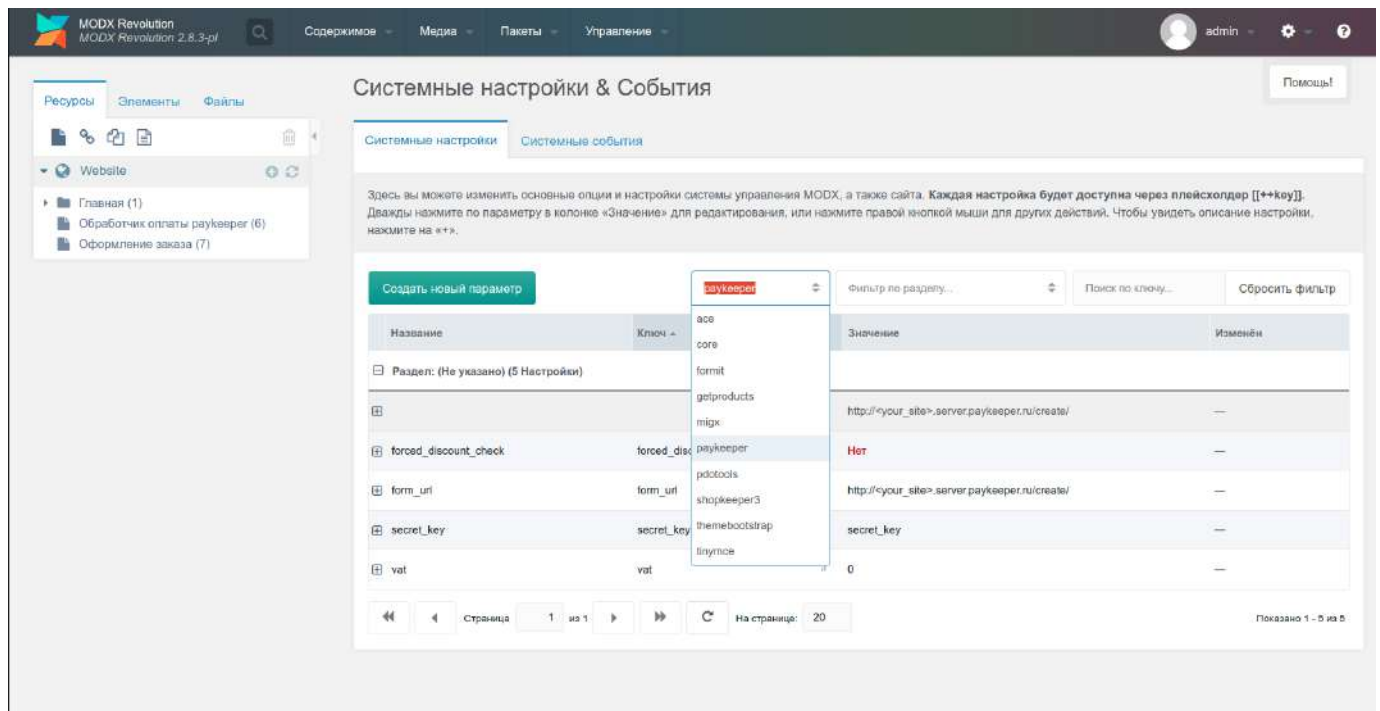 MODX Revolution
MODX Revolution 2.8.3-pl
Содержимое Медиа Пакеты Управление admin
Ресурсы Элементы Файлы
Website
Главная (1)
Обработчик оплаты paykeeper (6)
Оформление заказа (7)
Системные настройки & События
Помощь!
Системные настройки Системные события
Здесь вы можете изменить основные опции и настройки системы управления MODX, а также сайта. Каждая настройка будет доступна через плейсхолдер [[++key]].
Дважды нажмите по параметру в колонке «Значение» для редактирования, или нажмите правой кнопкой мыши для других действий. Чтобы увидеть описание настройки,
нажмите на «+».
Создать новый параметр paykeeper Фильтр по разделу... Поиск по ключу... Сбросить фильтр
Название Ключ Значение Изменён
Раздел: (Не указано) (5 Настройки)
http://<your_site>.server.paykeeper.ru/create/ —
forced_discount_check forced_disc Нет —
form_url form_url http://<your_site>.server.paykeeper.ru/create/ —
secret_key secret_key secret_key —
vat vat 0 —
ace
core
formit
getproducts
migx
paykeeper
pdotools
shopkeeper3
themebootstrap
tinymce
Страница 1 из 1 На странице: 20 Показано 1 - 5 из 5